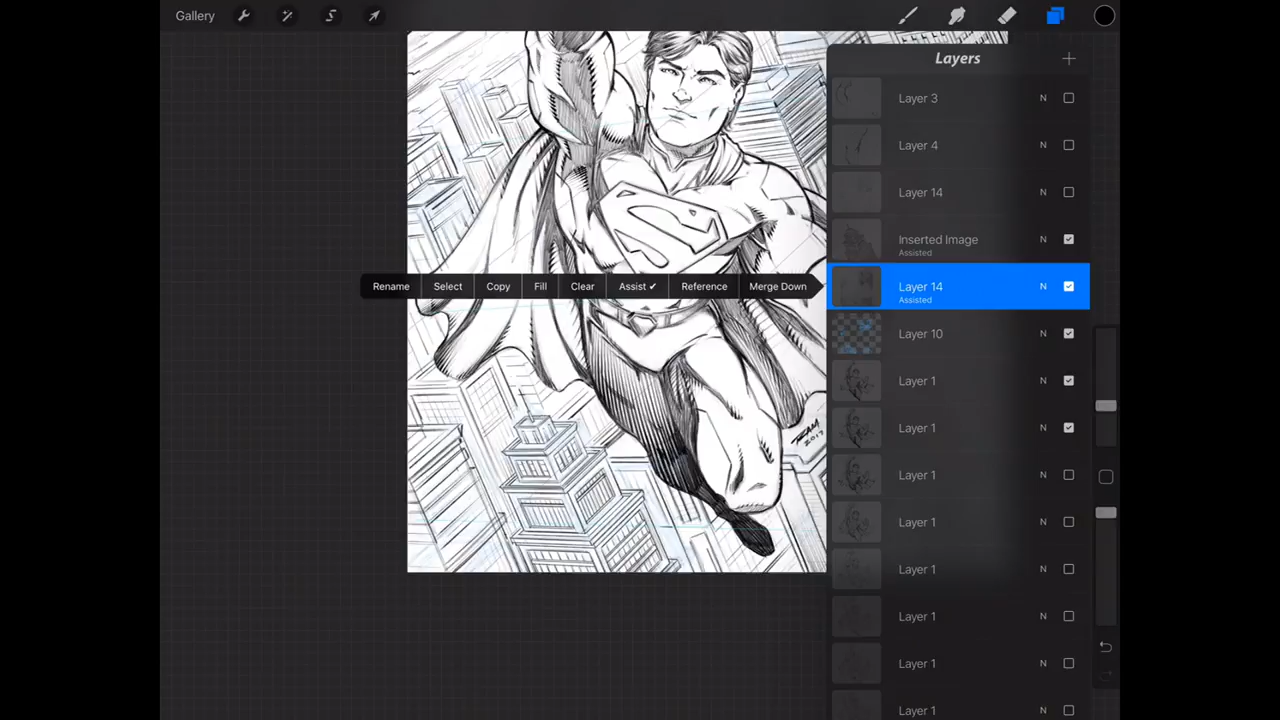 Gallery
Layers
Layer 3 N
Layer 4 N
Layer 14 N
Inserted Image N
Assisted
Rename Select Copy Fill Clear Assist ✓ Reference Merge Down
Layer 14 N
Assisted
Layer 10 N
Layer 1 N
Layer 1 N
2017
Layer 1 N
Layer 1 N
Layer 1 N
Layer 1 N
Layer 1 N
Layer 1 N
S